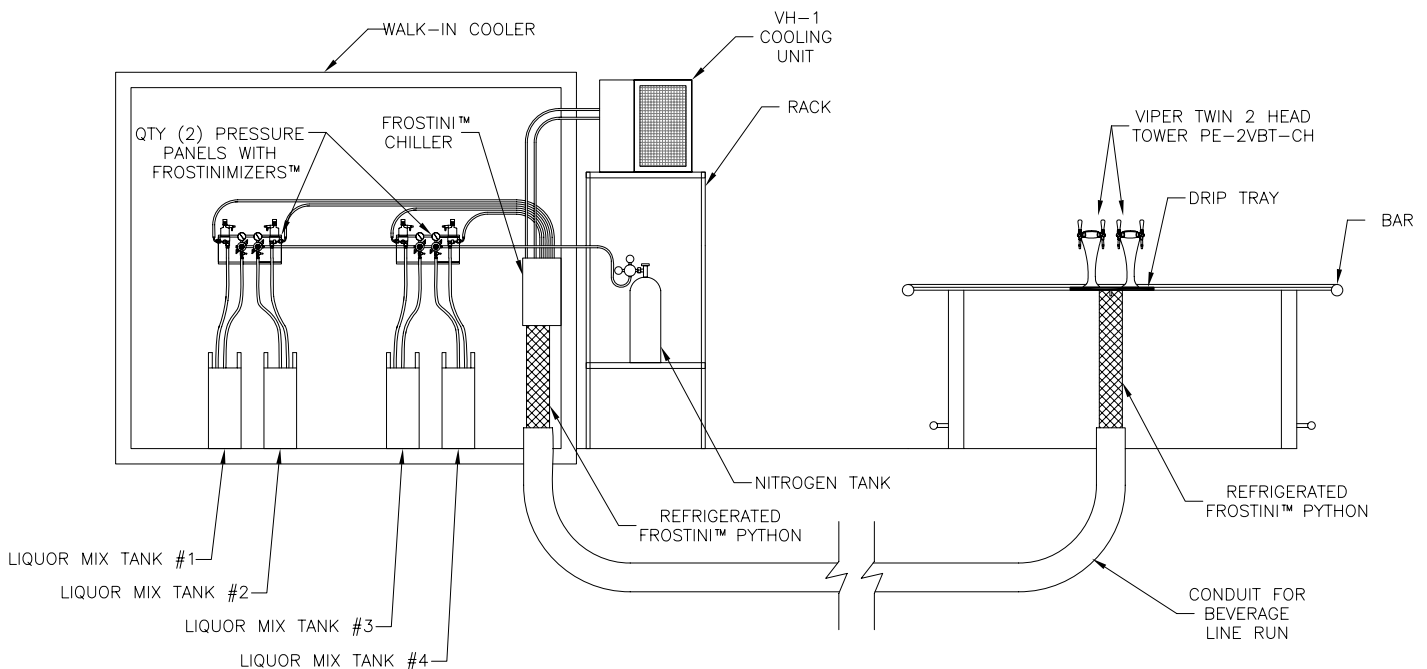 WALK-IN COOLER
VH-1
COOLING
UNIT
RACK
QTY (2) PRESSURE
PANELS WITH
FROSTINIMIZERS™
FROSTINI™
CHILLER
VIPER TWIN 2 HEAD
TOWER PE-2VBT-CH
DRIP TRAY
BAR
NITROGEN TANK
REFRIGERATED
FROSTINI™ PYTHON
REFRIGERATED
FROSTINI™ PYTHON
LIQUOR MIX TANK #1
LIQUOR MIX TANK #2
LIQUOR MIX TANK #3
LIQUOR MIX TANK #4
CONDUIT FOR
BEVERAGE
LINE RUN